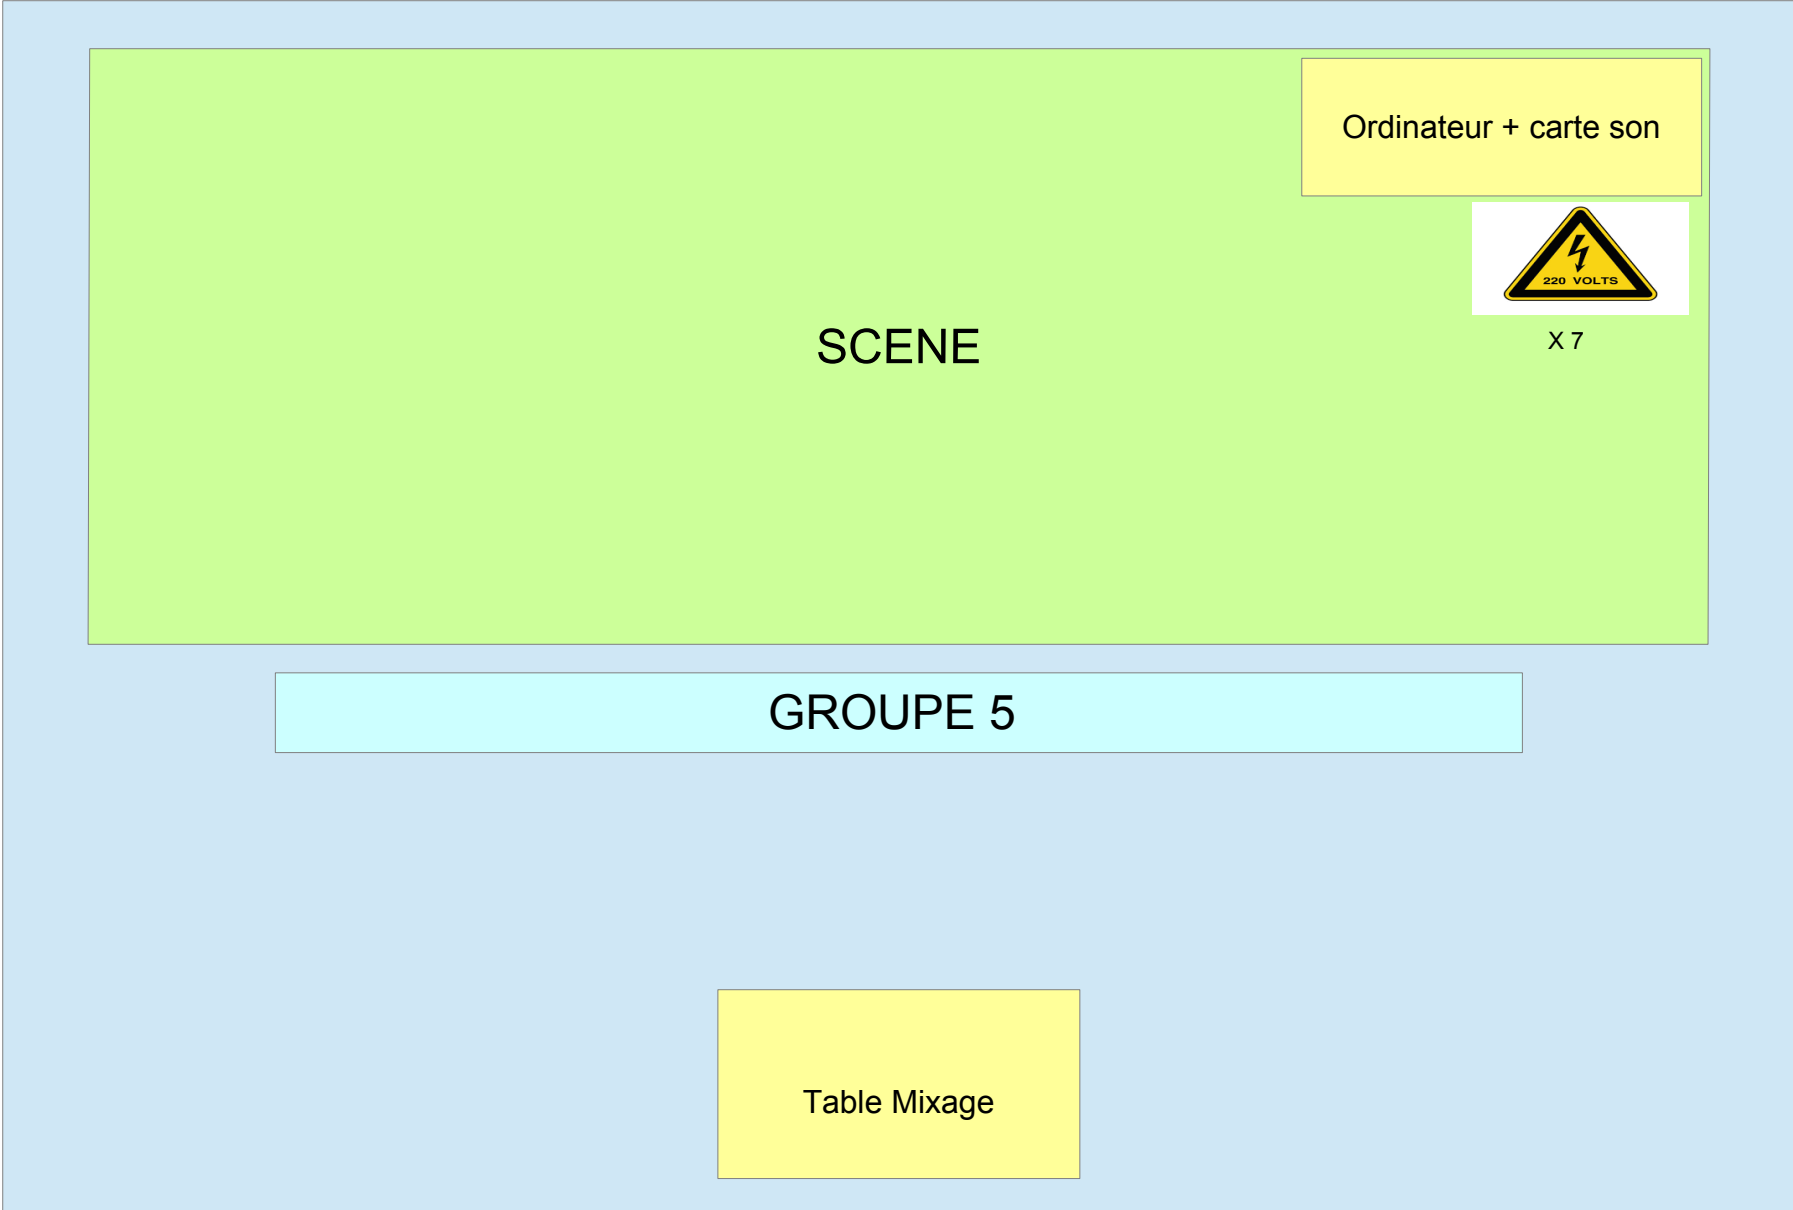 Ordinateur + carte son
220 VOLTS
X 7
SCENE
GROUPE 5
Table Mixage